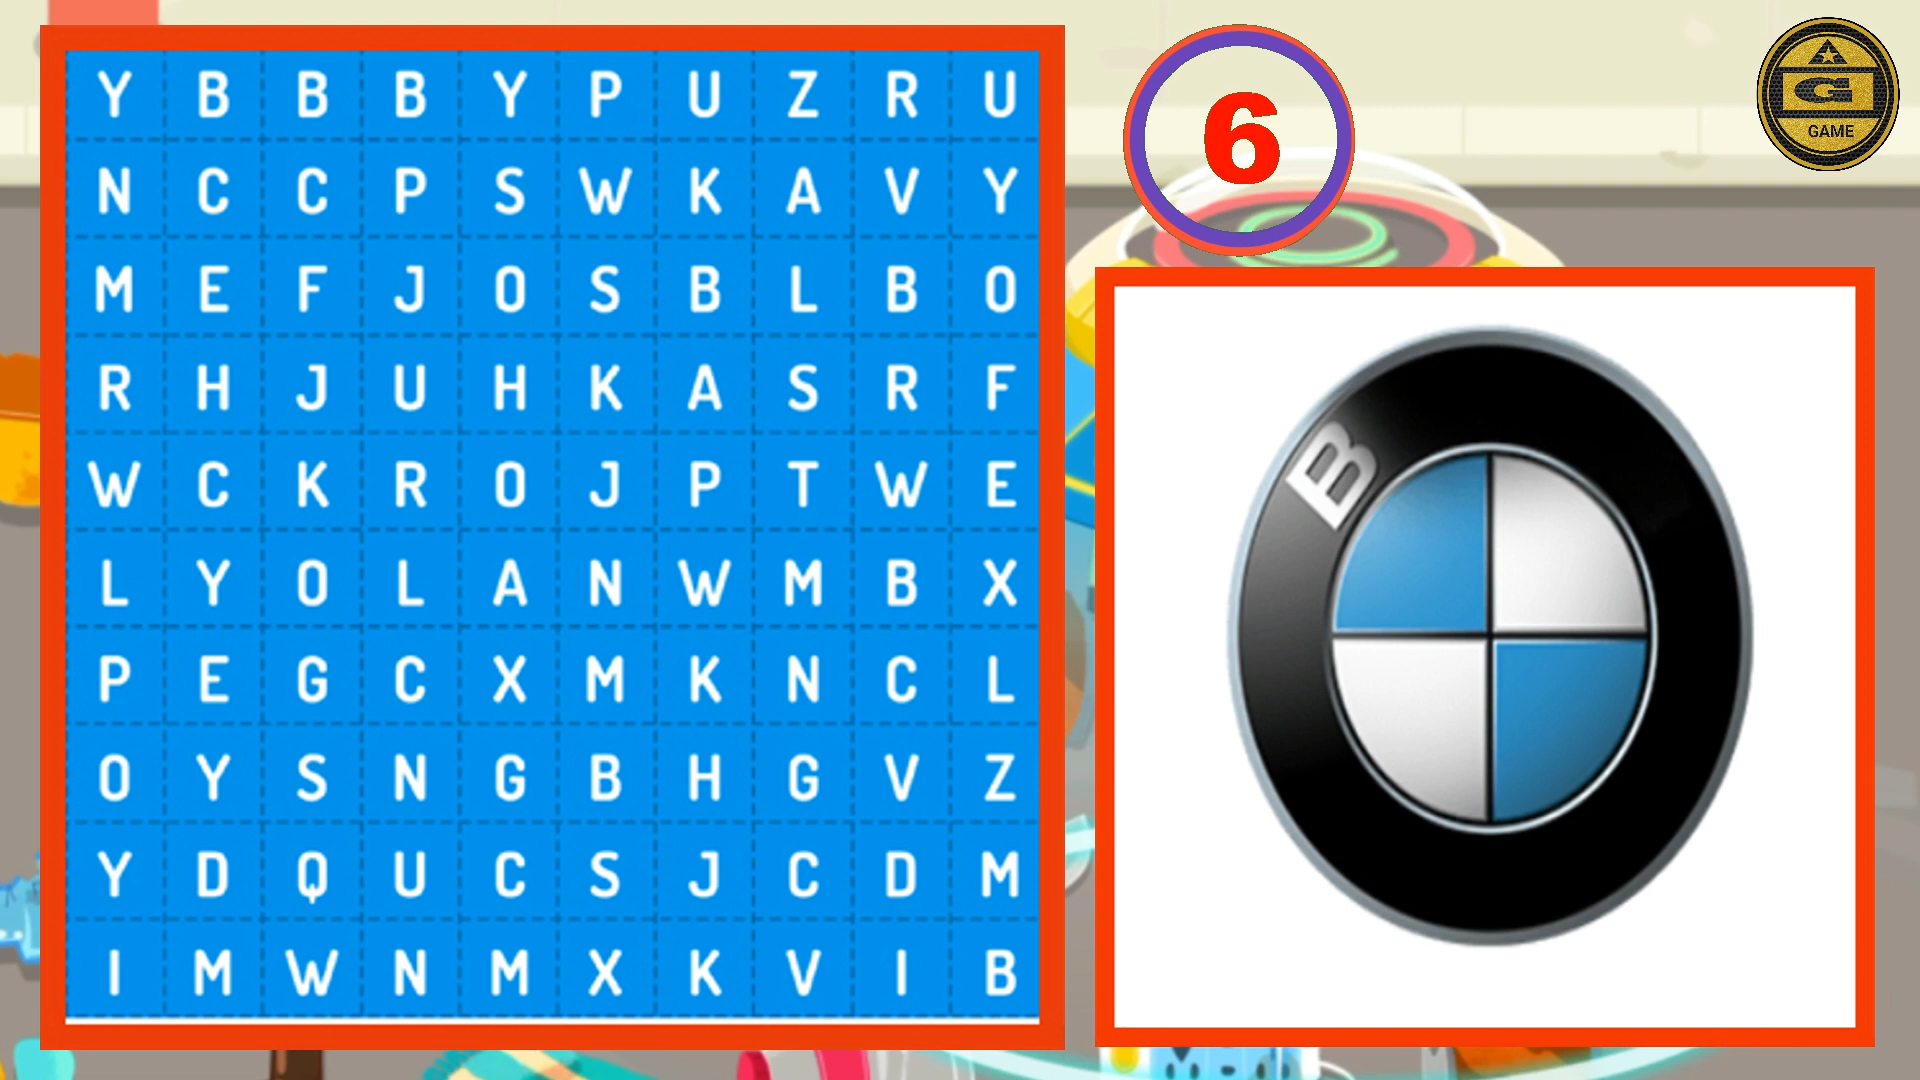 Y B B B Y P U Z R U
N C C P S W K A V Y
M E F J O S B L B O
R H J U H K A S R F
W C K R O J P T W E
L Y O L A N W M B X
P E G C X M K N C L
O Y S N G B H G V Z
Y D Q U C S J C D M
I M W N M X K V I B
6
G
GAME
B